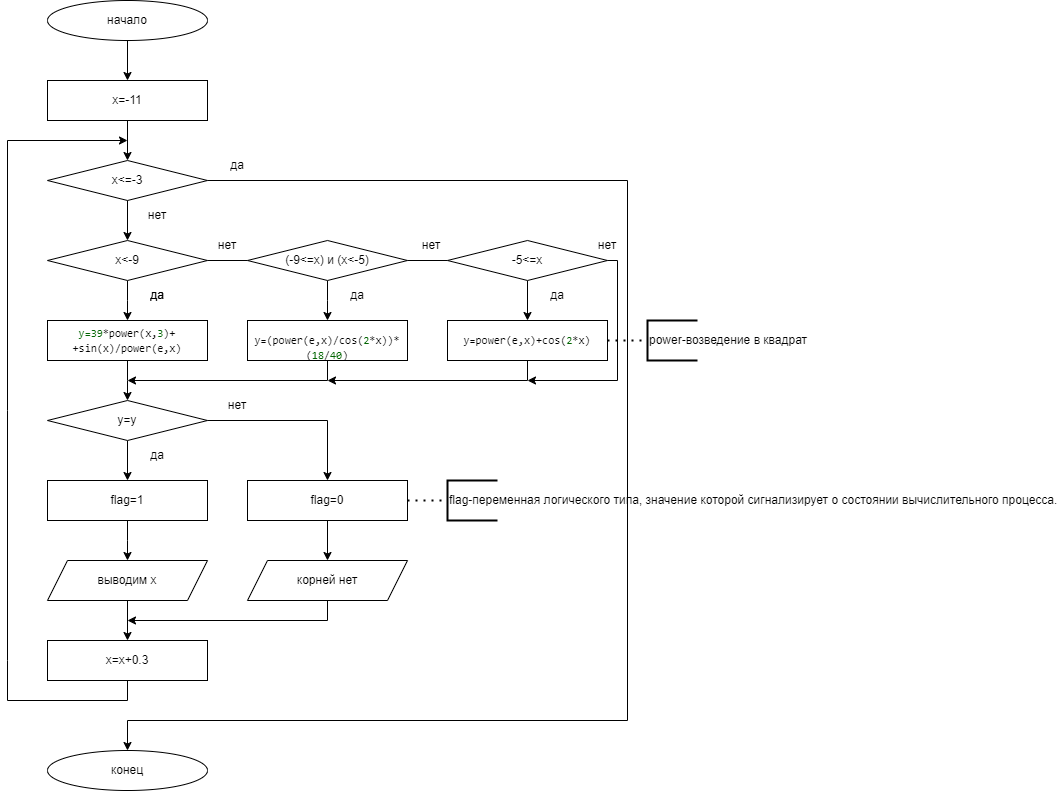 начало
x=-11
да
x<=-3
нет
нет
нет
нет
x<-9
(-9<=x) и (x<-5)
-5<=x
да
да
да
y=39*power(x,3)+
+sin(x)/power(e,x)
y=(power(e,x)/cos(2*x))*
(18/40)
y=power(e,x)+cos(2*x)
power-возведение в квадрат
нет
y=y
да
flag=1
flag=0
flag-переменная логического типа, значение которой сигнализирует о состоянии вычислительного процесса.
выводим x
корней нет
x=x+0.3
конец